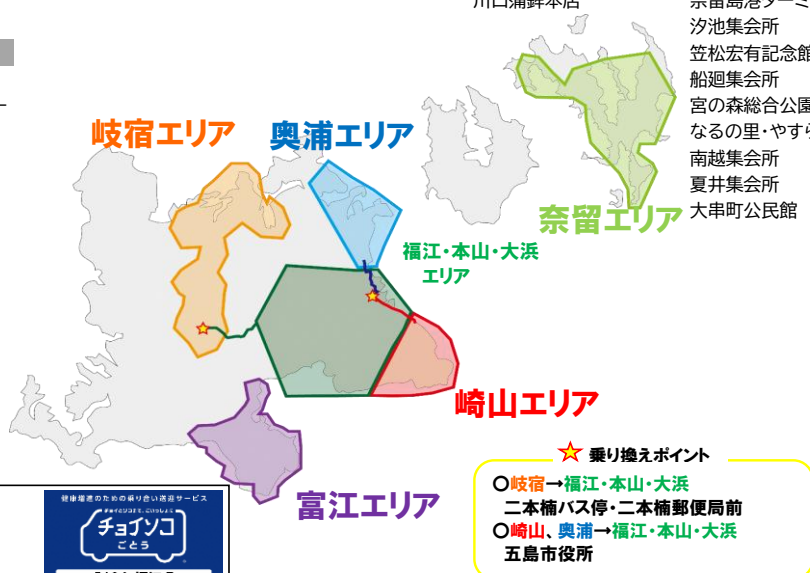 川口蒲鉾本店
汐池集会所
笠松宏有記念館
船廻集会所
宮の森総合公園
なるの里・やすら
南越集会所
夏井集会所
大串町公民館
岐宿エリア
奥浦エリア
奈留エリア
福江・本山・大浜
エリア
崎山エリア
富江エリア
乗り換えポイント
〇岐宿→福江・本山・大浜
二本楠バス停・二本楠郵便局前
〇崎山、奥浦→福江・本山・大浜
五島市役所
健康増進のための乗り合い送迎サービス
チョイソコ
ごとう